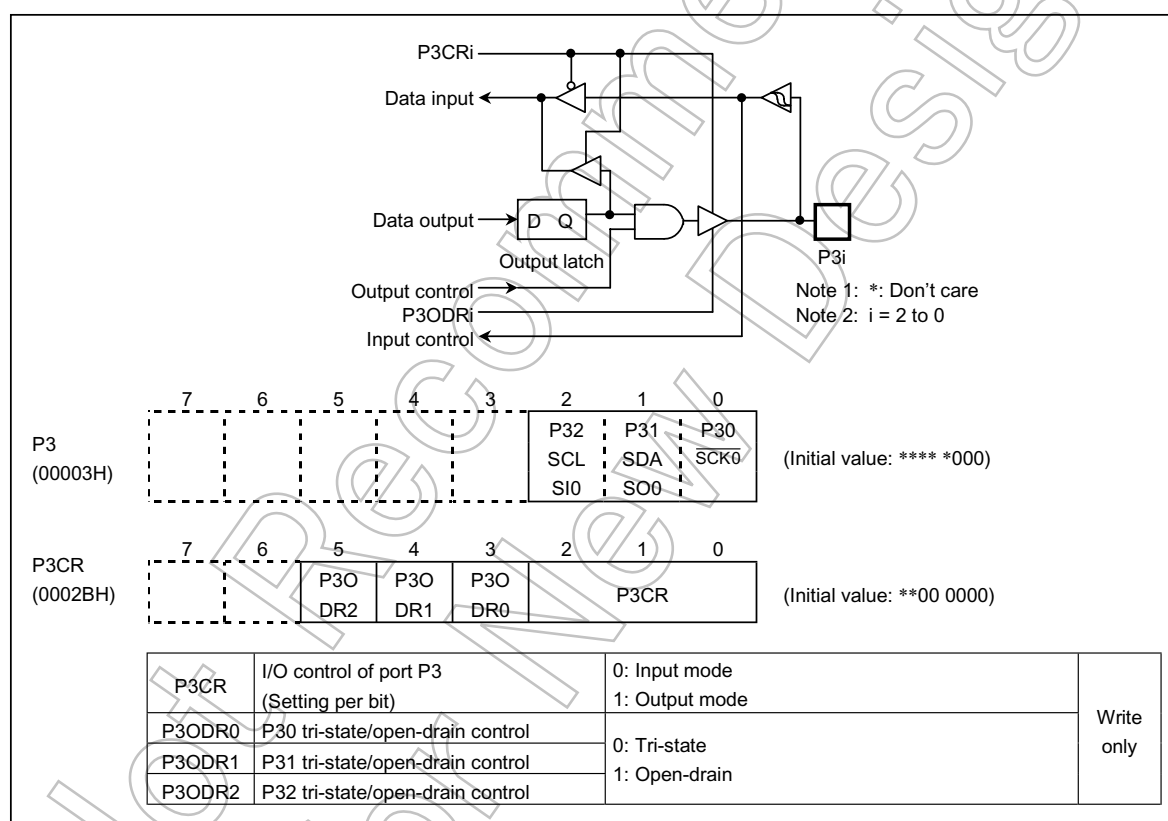 P3CRi
Data input
Data output
D Q
Output latch
P3i
Output control
P3ODRi
Input control
Note 1: *: Don't care
Note 2: i = 2 to 0
7 6 5 4 3 2 1 0
P3
(00003H)
P32 P31 P30
SCL SDA SCK0
SI0 SO0
(Initial value: **** *000)
7 6 5 4 3 2 1 0
P3CR
(0002BH)
P3O P3O P3O
DR2 DR1 DR0
P3CR
(Initial value: **00 0000)
P3CR
I/O control of port P3
(Setting per bit)
0: Input mode
1: Output mode
Write
only
P3ODR0 P30 tri-state/open-drain control
P3ODR1 P31 tri-state/open-drain control
P3ODR2 P32 tri-state/open-drain control
0: Tri-state
1: Open-drain
Not Recommended
for New Design